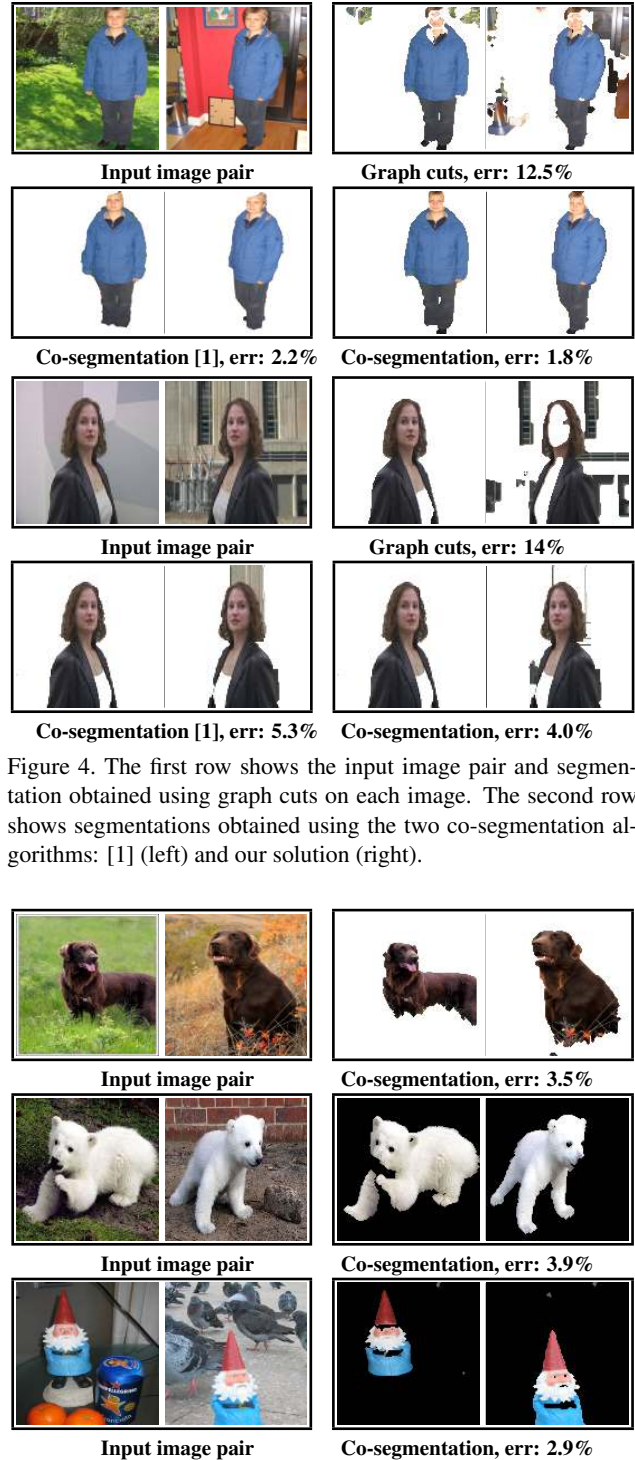 Input image pair
Graph cuts, err: 12.5%
Co-segmentation [1], err: 2.2%
Co-segmentation, err: 1.8%
Input image pair
Graph cuts, err: 14%
Co-segmentation [1], err: 5.3%
Co-segmentation, err: 4.0%
Figure 4. The first row shows the input image pair and segmen-
tation obtained using graph cuts on each image. The second row
shows segmentations obtained using the two co-segmentation al-
gorithms: [1] (left) and our solution (right).
Input image pair
Co-segmentation, err: 3.5%
Input image pair
Co-segmentation, err: 3.9%
Input image pair
Co-segmentation, err: 2.9%